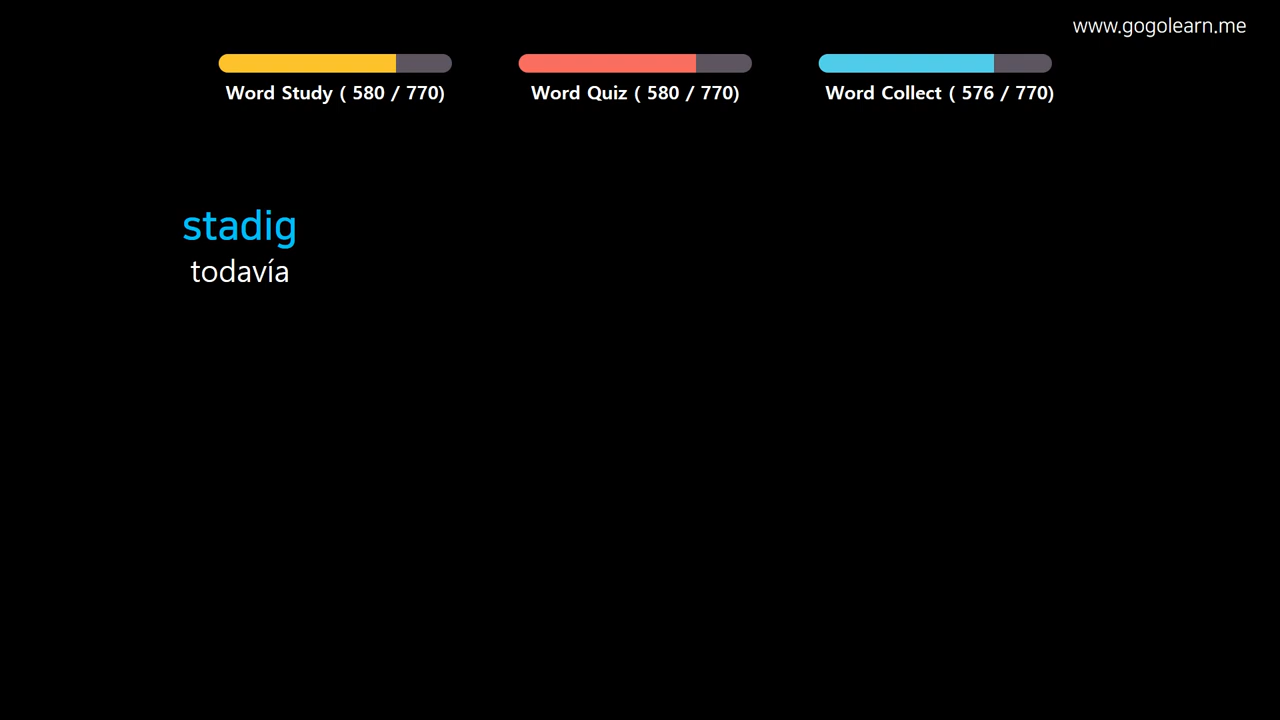 www.gogolearn.me
Word Study ( 580 / 770)
Word Quiz ( 580 / 770)
Word Collect ( 576 / 770)
stadig
todavía